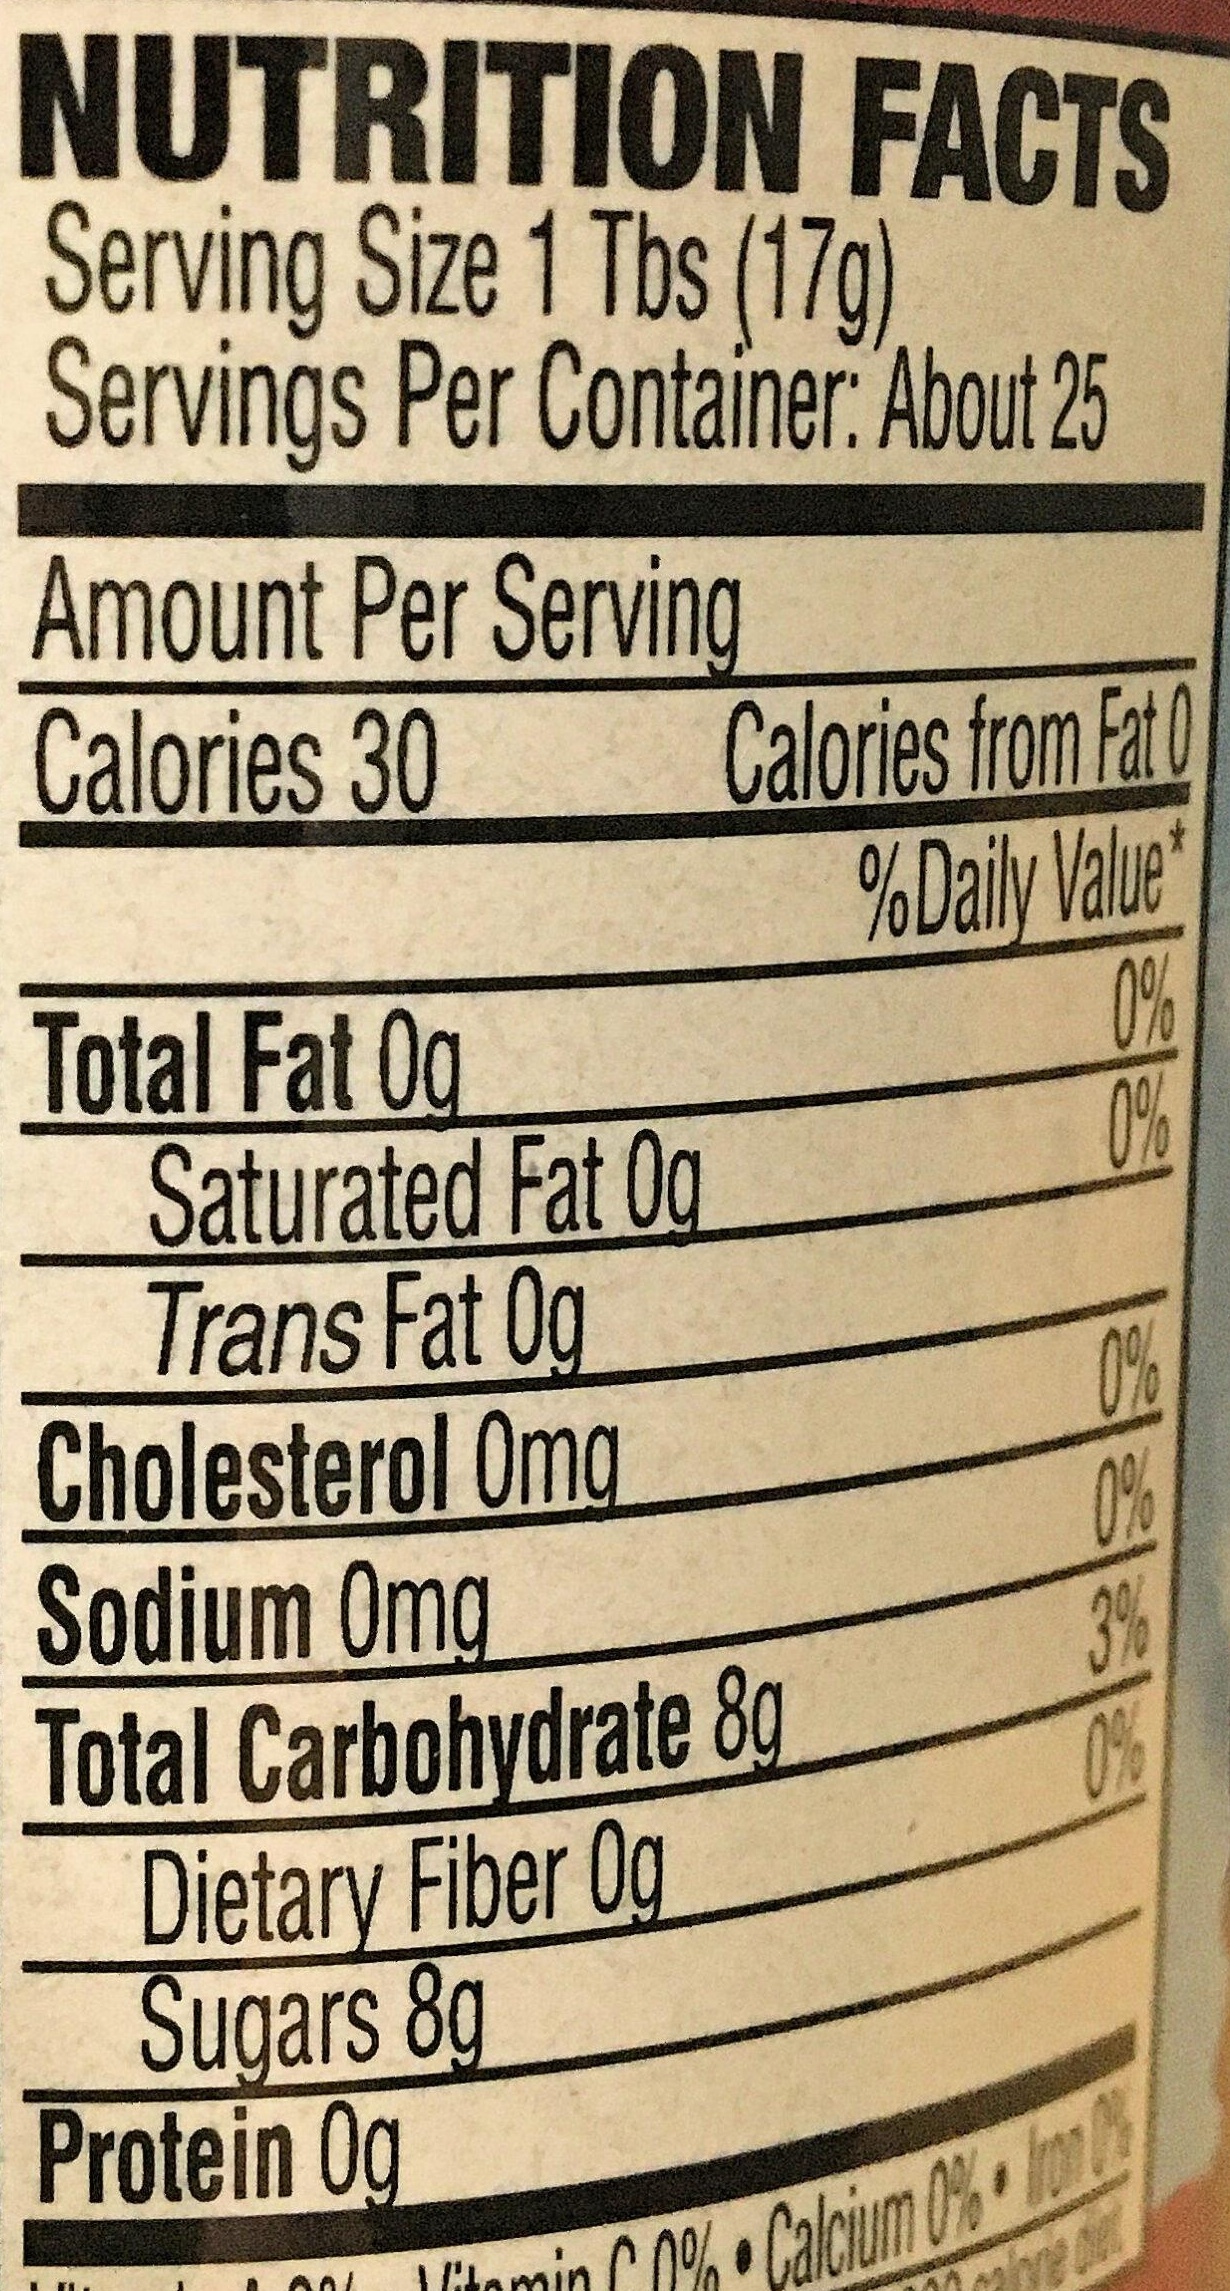 NUTRITION FACTS
Serving Size 1 Tbs (17g)
Servings Per Container: About 25
Amount Per Serving
Calories 30 Calories from Fat 0
%Daily Value*
Total Fat 0g 0%
Saturated Fat 0g 0%
Trans Fat 0g
Cholesterol 0mg 0%
Sodium 0mg 0%
Total Carbohydrate 8g 3%
Dietary Fiber 0g 0%
Sugars 8g
Protein 0g
Vitamin C 0% • Calcium 0% • Iron 0%
calorie diet